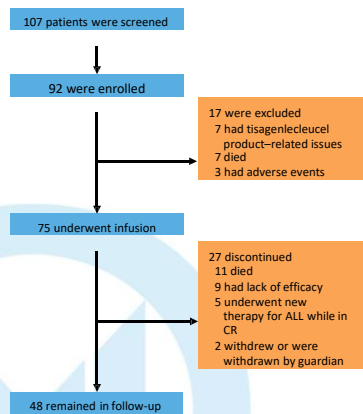 107 patients were screened
92 were enrolled
17 were excluded
7 had tisagenlecleucel
product–related issues
7 died
3 had adverse events
75 underwent infusion
27 discontinued
11 died
9 had lack of efficacy
5 underwent new
therapy for ALL while in
CR
2 withdrew or were
withdrawn by guardian
48 remained in follow-up